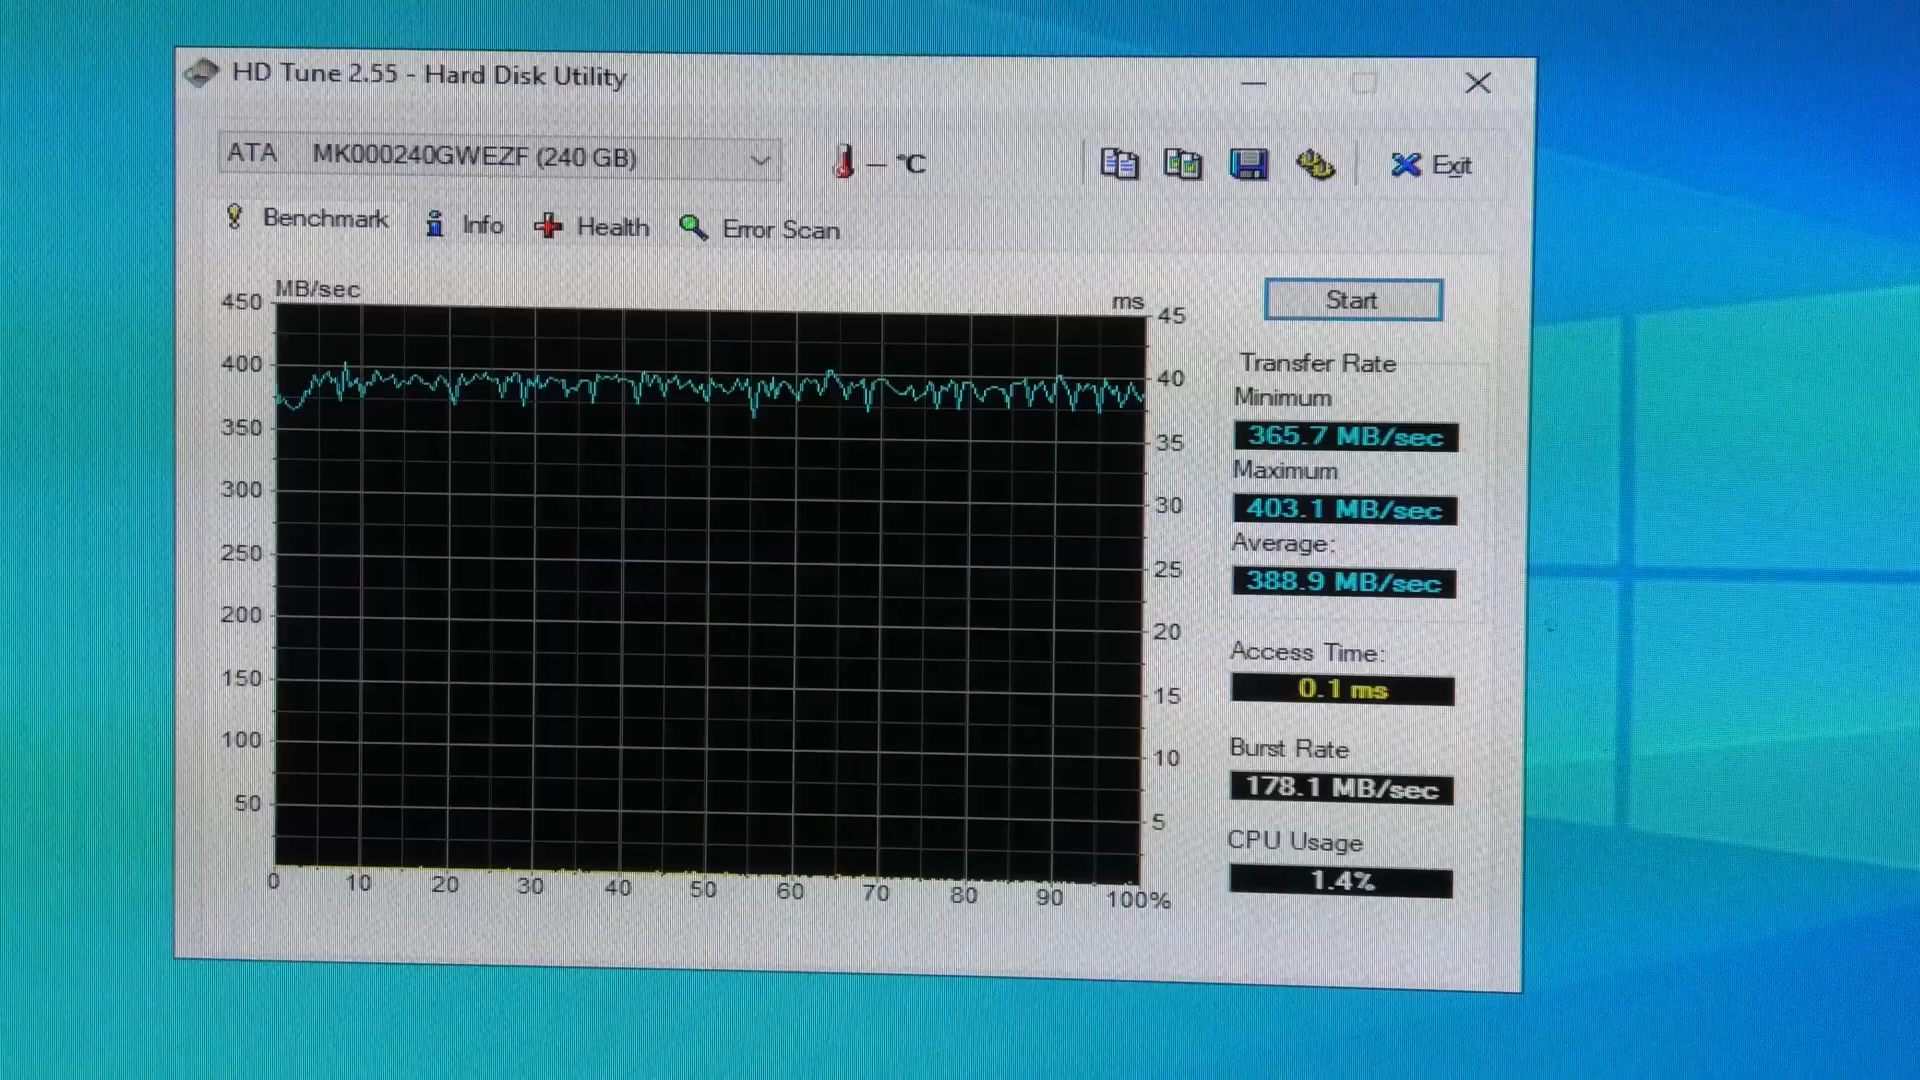 HD Tune 2.55 - Hard Disk Utility
ATA MK000240GWEZF (240 GB)
– °C
Exit
Benchmark
Info
Health
Error Scan
MB/sec
ms
450
400
350
300
250
200
150
100
50
45
40
35
30
25
20
15
10
5
0 10 20 30 40 50 60 70 80 90 100%
Start
Transfer Rate
Minimum
365.7 MB/sec
Maximum
403.1 MB/sec
Average:
388.9 MB/sec
Access Time:
0.1 ms
Burst Rate
178.1 MB/sec
CPU Usage
1.4%